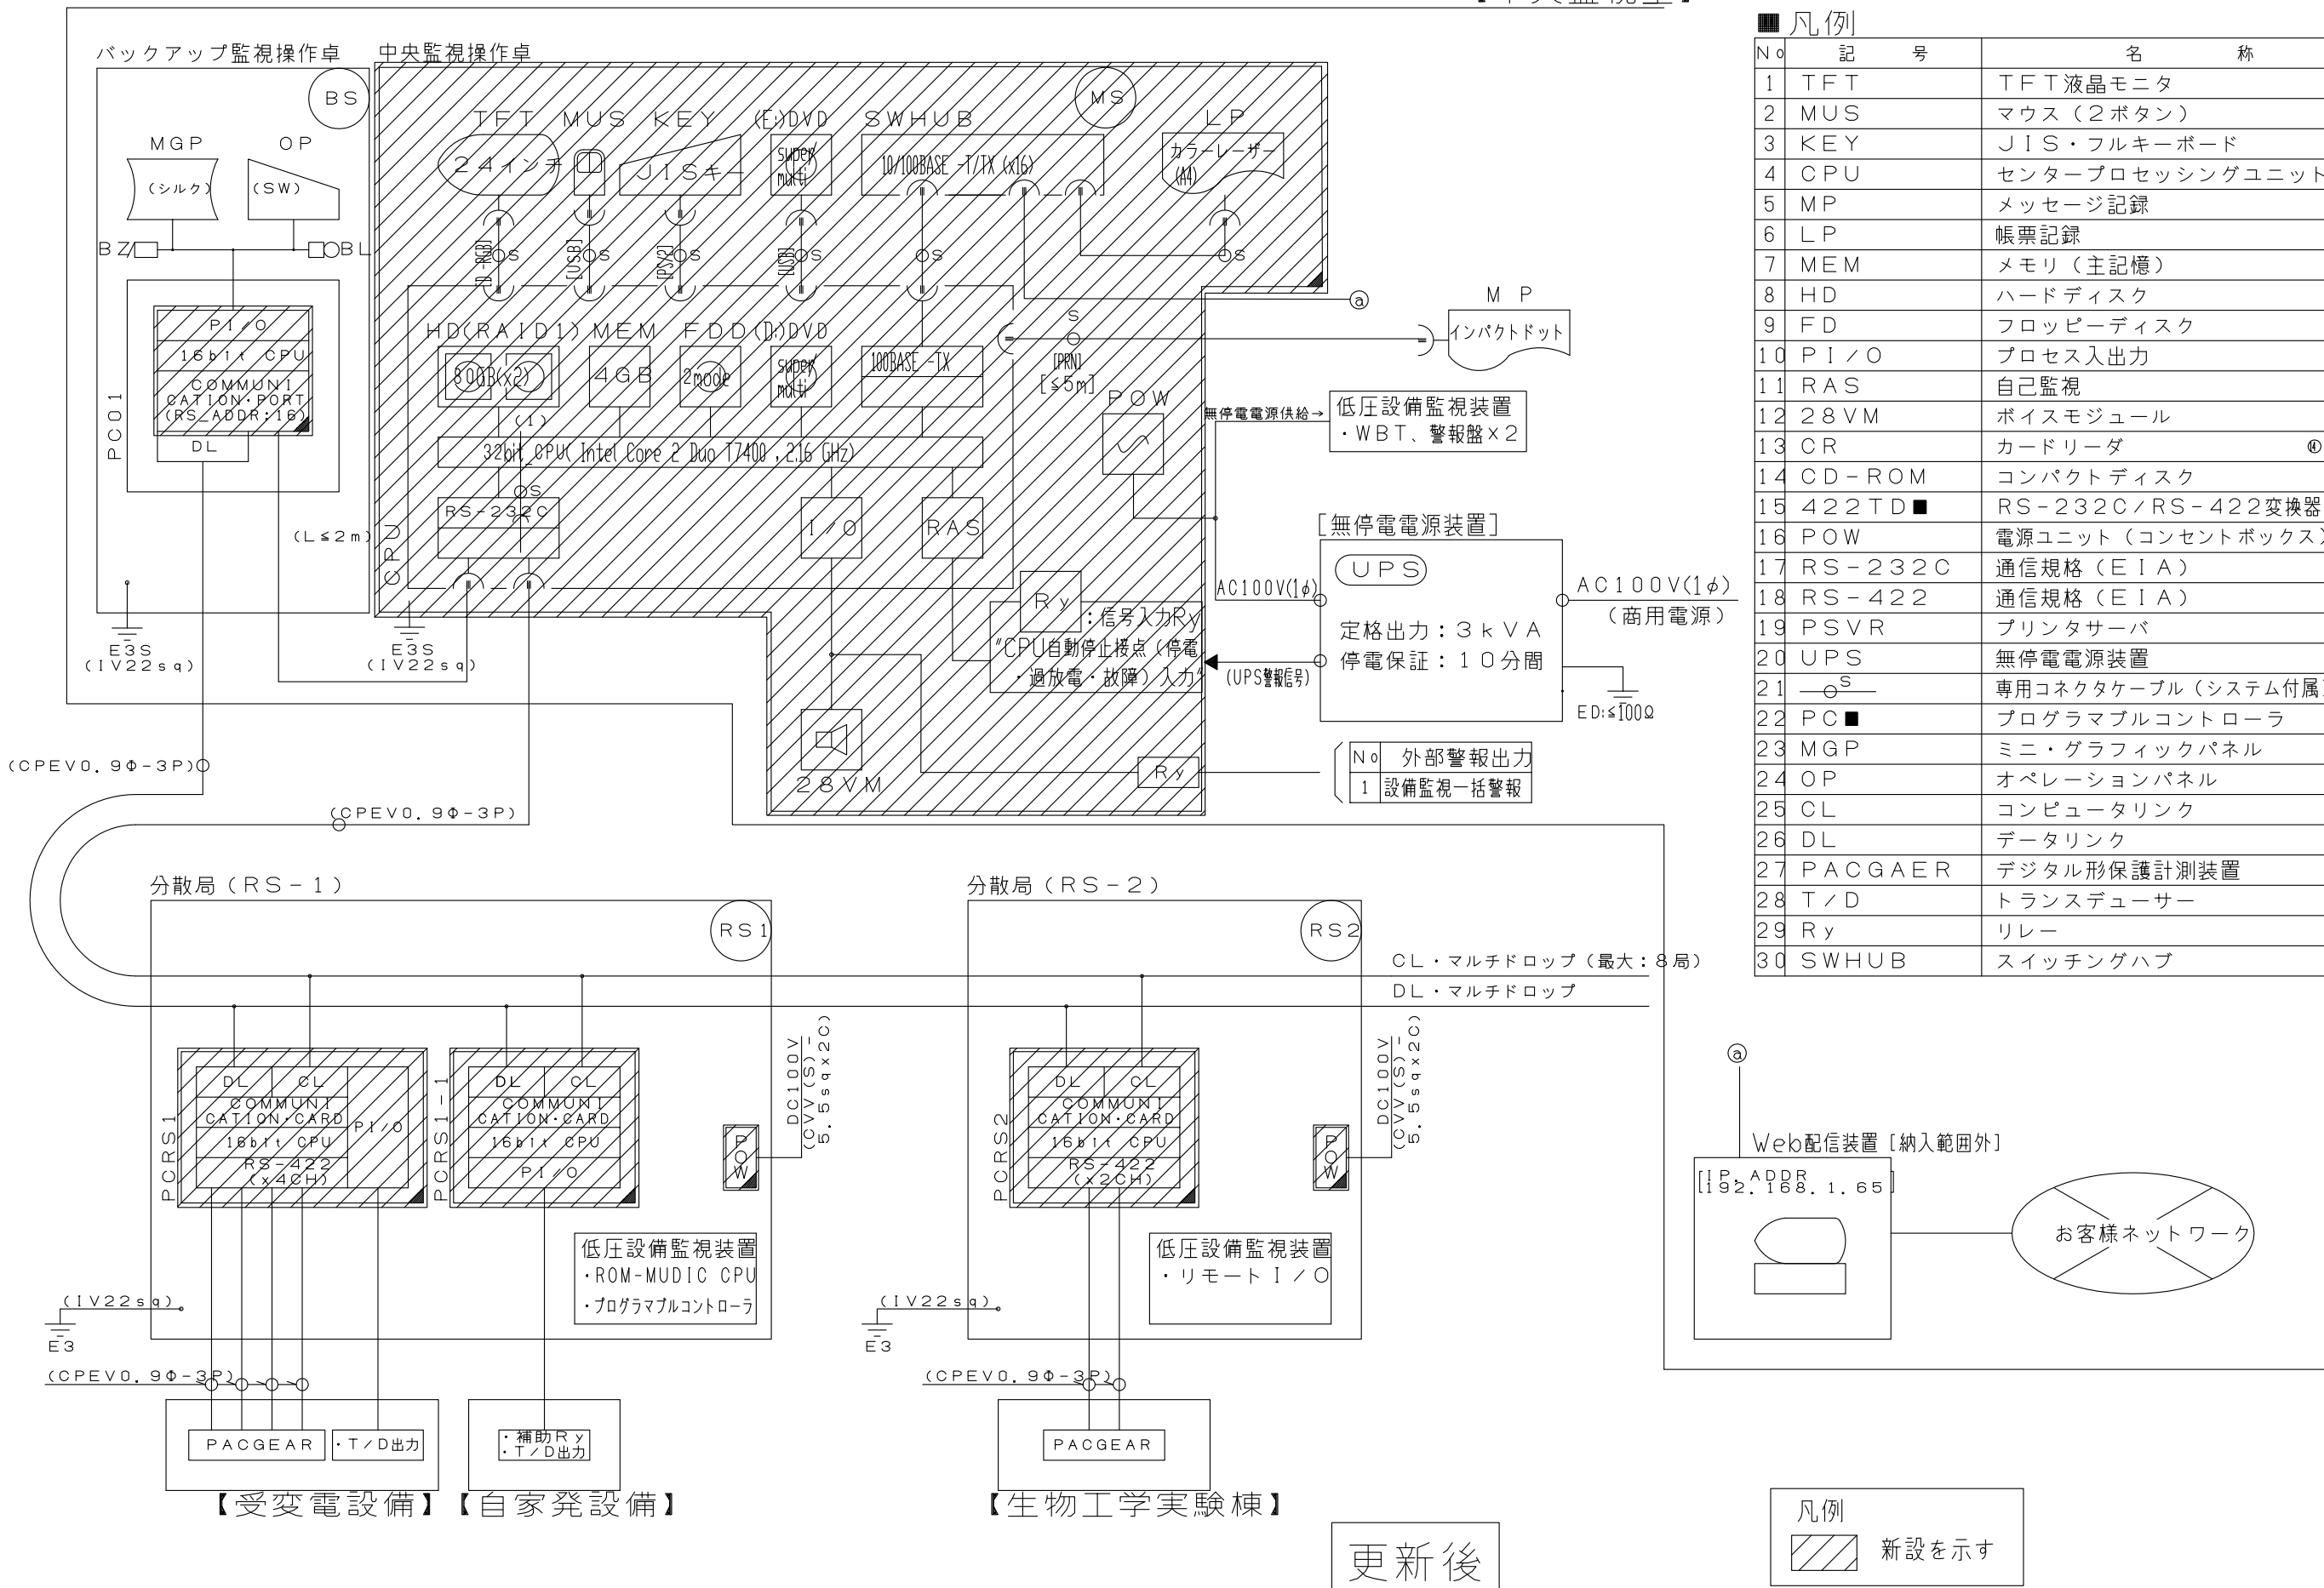 バックアップ監視操作卓
BS
MGP
OP
(シルク)
(SW)
BZ
BL
PI/O
16bit CPU
COMMUNI
CATION・PORT
(RS_ADDR:16)
DL
PC01
(L≦2m)
E3S
(IV22sq)
中央監視操作卓
MS
TFT MUS KEY (E:)DVD SWHUB LP
24インチ
JISキー
super
multi
10/100BASE -T/TX (x16)
カラーレーザー
(A4)
[D-RGB]
S
[USB]
S
[PS/2]
S
[USB]
S
S
S
HD(RAID1) MEM FDD (D:)DVD
80GB(x2)
4GB
2mode
super
multi
100BASE -TX
S
[PRN]
[≦5m]
ⓐ
MP
インパクトドット
POW
(1)
32bit_CPU( Intel Core 2 Duo T7400 , 2.16 GHz)
S
RS-232C
I/O
RAS
CPU
E3S
(IV22sq)
Ry
:信号入力Ry
"CPU自動停止接点(停電
・過放電・故障)入力"
28VM
Ry
無停電電源供給→
低圧設備監視装置
・WBT、警報盤×2
[無停電電源装置]
UPS
AC100V(1φ)
AC100V(1φ)
(商用電源)
定格出力:3kVA
停電保証:10分間
(UPS警報信号)
ED:≦100Ω
No 外部警報出力
1 設備監視一括警報
(CPEV0.9Φ-3P)
(CPEV0.9Φ-3P)
分散局(RS-1)
RS1
分散局(RS-2)
RS2
CL・マルチドロップ(最大:8局)
DL・マルチドロップ
DL CL
COMMUNI
CATION・CARD
16bit CPU
RS-422
(x4CH)
PI/O
PCRS1
DL CL
COMMUNI
CATION・CARD
16bit CPU
PI/O
PCRS1-1
POW
DC100V
(CVV(S)-
5.5sqx2C)
低圧設備監視装置
・ROM-MUDIC CPU
・プログラマブルコントローラ
(IV22sq)
E3
(CPEV0.9Φ-3P)
PACGEAR
・T/D出力
・補助Ry
・T/D出力
【受変電設備】
【自家発設備】
DL CL
COMMUNI
CATION・CARD
16bit CPU
RS-422
(x2CH)
PCRS2
POW
DC100V
(CVV(S)-
5.5sqx2C)
低圧設備監視装置
・リモートI/O
(IV22sq)
E3
(CPEV0.9Φ-3P)
PACGEAR
【生物工学実験棟】
更新後
■凡例
No 記号 名称
1 TFT TFT液晶モニタ
2 MUS マウス(2ボタン)
3 KEY JIS・フルキーボード
4 CPU センタープロセッシングユニット
5 MP メッセージ記録
6 LP 帳票記録
7 MEM メモリ(主記憶)
8 HD ハードディスク
9 FD フロッピーディスク
10 PI/O プロセス入出力
11 RAS 自己監視
12 28VM ボイスモジュール
13 CR カードリーダ
14 CD-ROM コンパクトディスク
15 422TD■ RS-232C/RS-422変換器
16 POW 電源ユニット(コンセントボックス)
17 RS-232C 通信規格(EIA)
18 RS-422 通信規格(EIA)
19 PSVR プリンタサーバ
20 UPS 無停電電源装置
21 S 専用コネクタケーブル(システム付属)
22 PC■ プログラマブルコントローラ
23 MGP ミニ・グラフィックパネル
24 OP オペレーションパネル
25 CL コンピュータリンク
26 DL データリンク
27 PACGAER デジタル形保護計測装置
28 T/D トランスデューサー
29 Ry リレー
30 SWHUB スイッチングハブ
ⓐ
Web配信装置[納入範囲外]
[IP.ADDR
192.168.1.65]
お客様ネットワーク
凡例
新設を示す